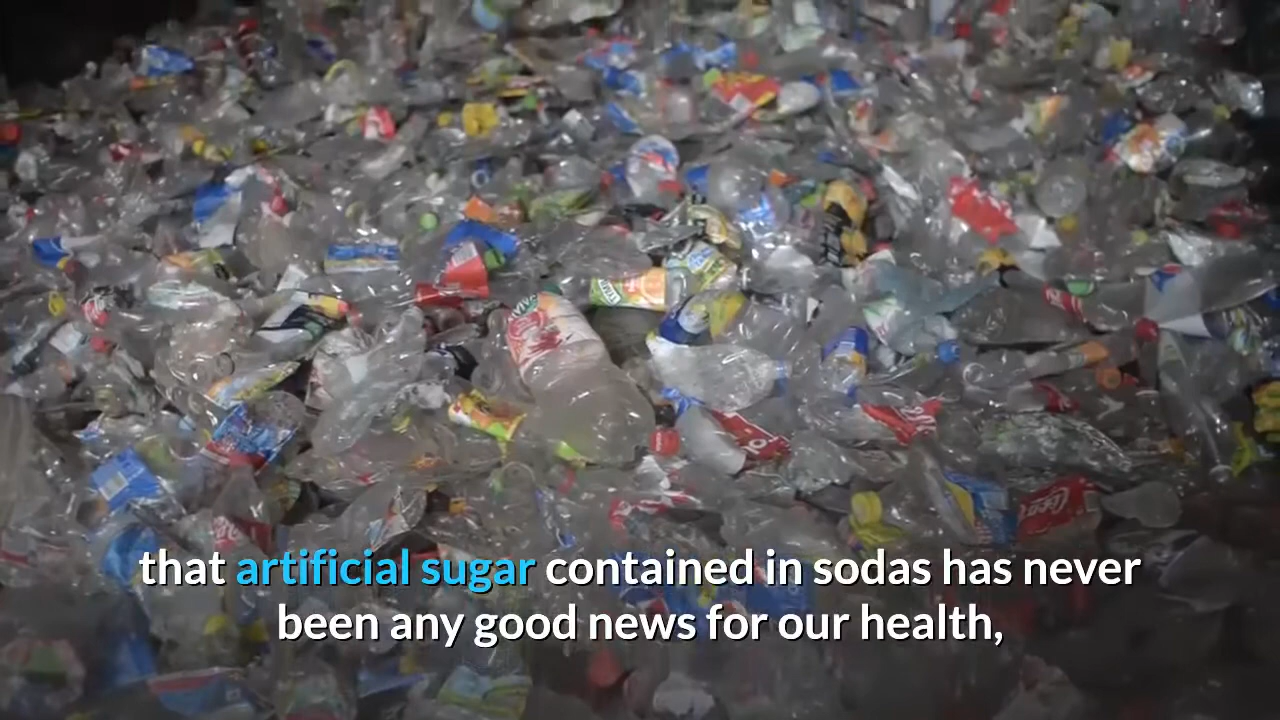 that artificial sugar contained in sodas has never
been any good news for our health,